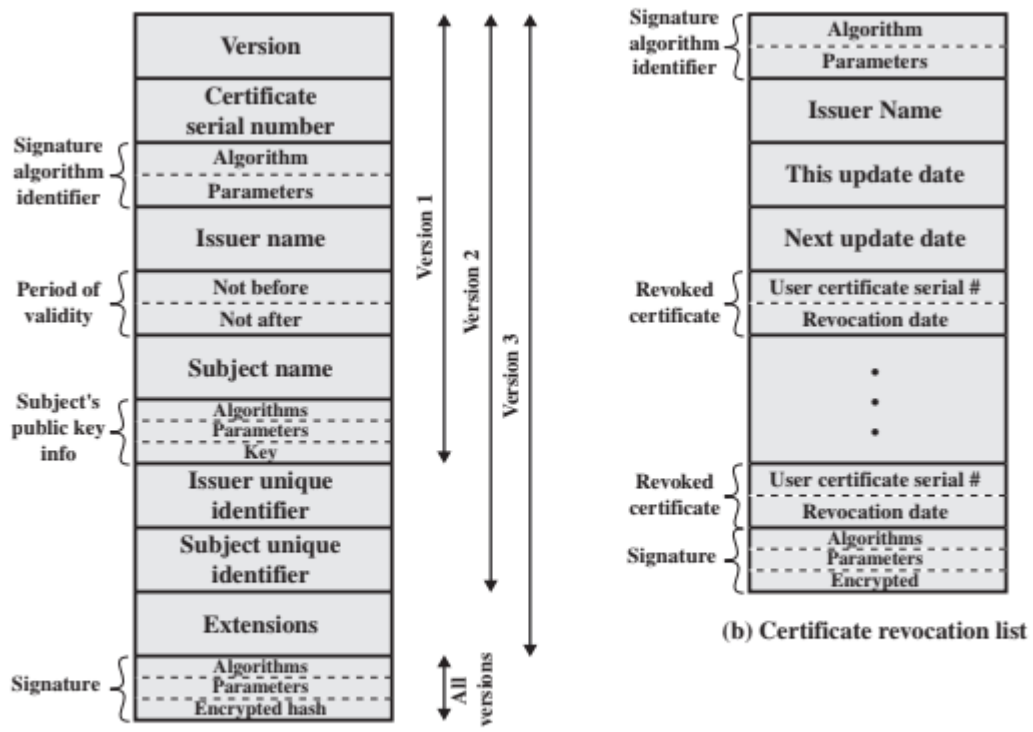 Version
Certificate
serial number
Signature
algorithm
identifier
Algorithm
Parameters
Issuer name
Period of
validity
Not before
Not after
Subject name
Subject's
public key
info
Algorithms
Parameters
Key
Issuer unique
identifier
Subject unique
identifier
Extensions
Signature
Algorithms
Parameters
Encrypted hash
Version 1
Version 2
Version 3
All
versions
Signature
algorithm
identifier
Algorithm
Parameters
Issuer Name
This update date
Next update date
Revoked
certificate
User certificate serial #
Revocation date
Revoked
certificate
User certificate serial #
Revocation date
Signature
Algorithms
Parameters
Encrypted
(b) Certificate revocation list